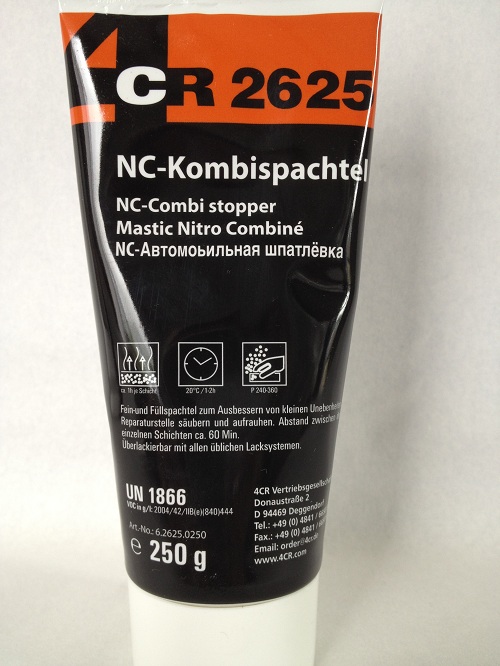 4CR 2625
NC-Kombispachtel
NC-Combi stopper
Mastic Nitro Combiné
NC-Автомоьильная шпатлёвка
ca. 1h je Schicht
20°C /1-2h
P 240-360
Fein-und Füllspachtel zum Ausbessern von kleinen
Reparaturstelle säubern und aufrauhen. Abstand zwischen
einzelnen Schichten ca. 60 Min.
Überlackierbar mit allen üblichen Lacksystemen.
UN 1866
VOC in g/l: 2004/42/IIB(e)(840)444
Art.-No.: 6.2625.0250
e 250 g
4CR
Donaustraße 2
D 94469 Deggendorf
Tel.: +49 (0) 4841 /
Fax.: +49 (0) 4841 /
Email: order@4cr.de
www.4CR.com